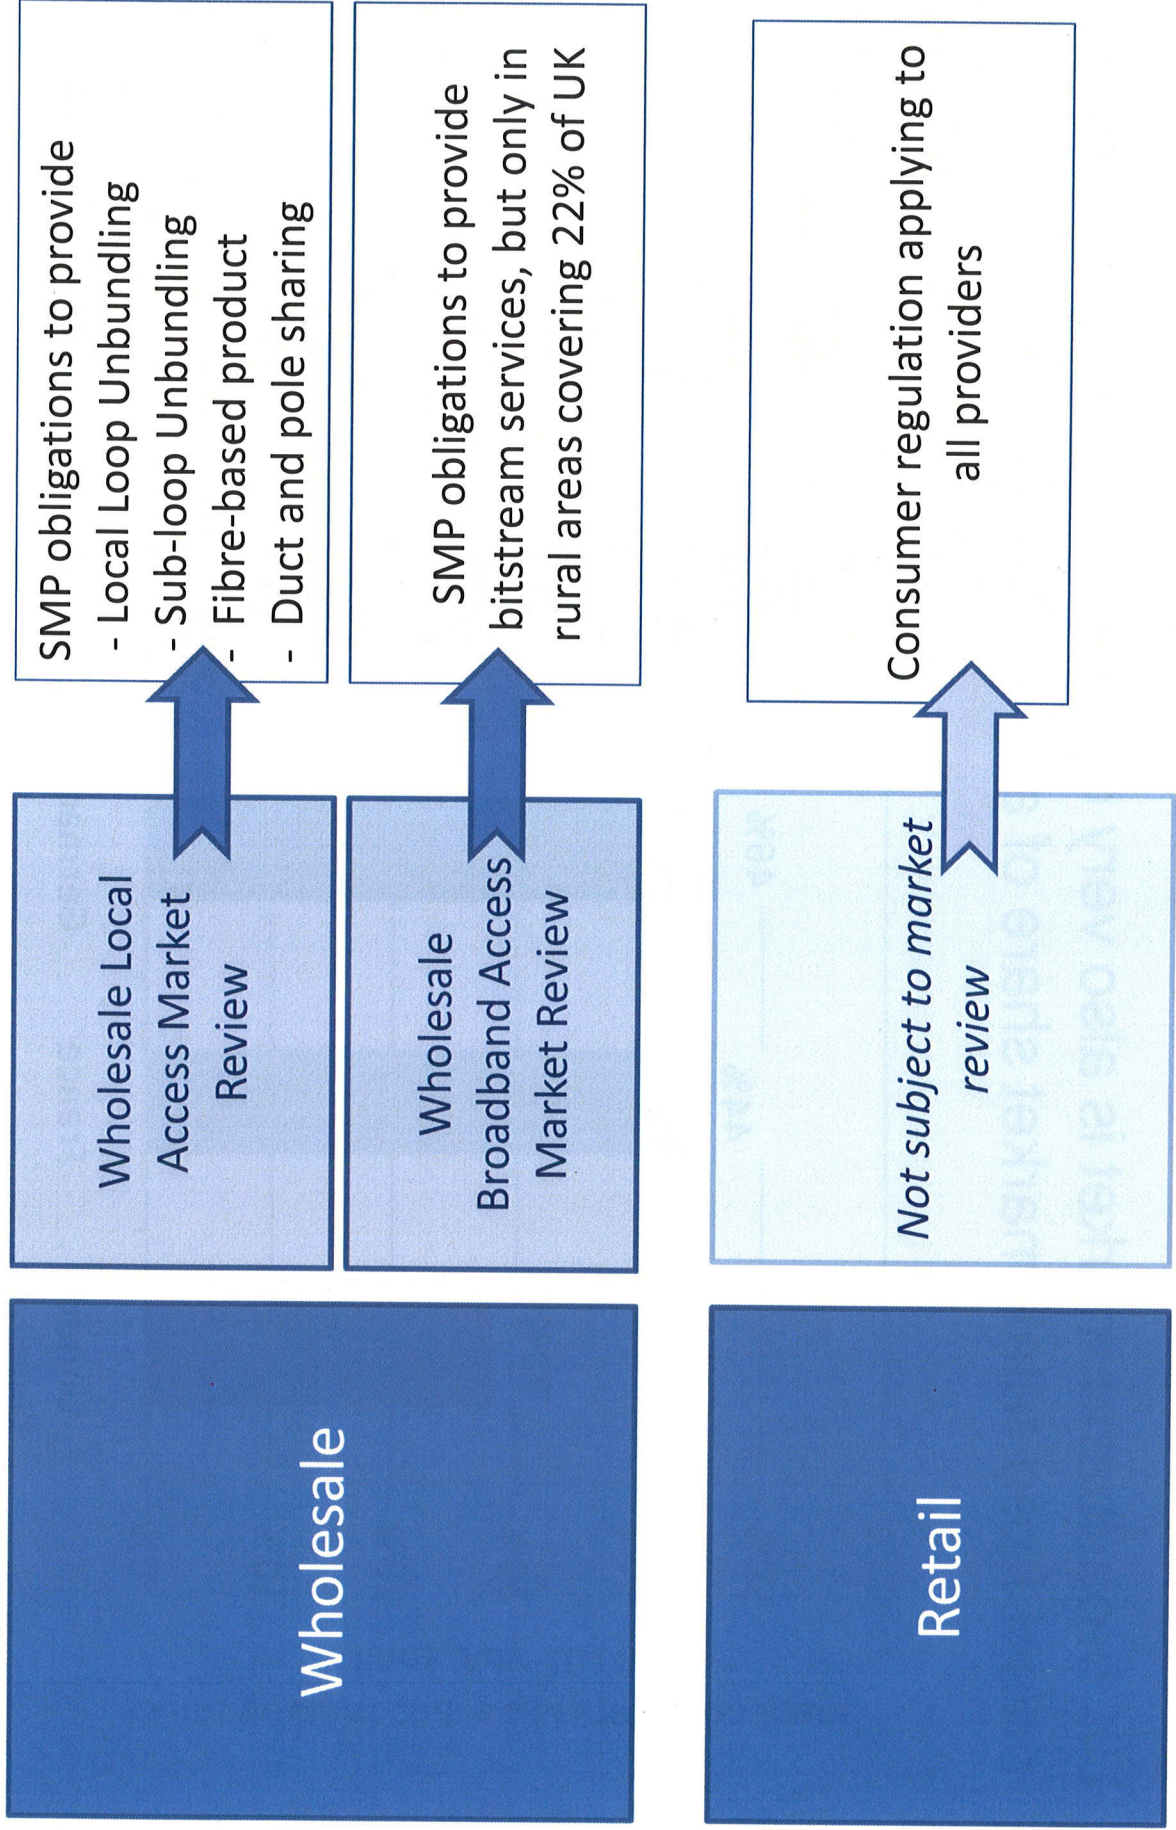 Wholesale
Wholesale Local
Access Market
Review
SMP obligations to provide
- Local Loop Unbundling
- Sub-loop Unbundling
- Fibre-based product
- Duct and pole sharing
Wholesale
Broadband Access
Market Review
SMP obligations to provide
bitstream services, but only in
rural areas covering 22% of UK
Retail
Not subject to market
review
Consumer regulation applying to
all providers